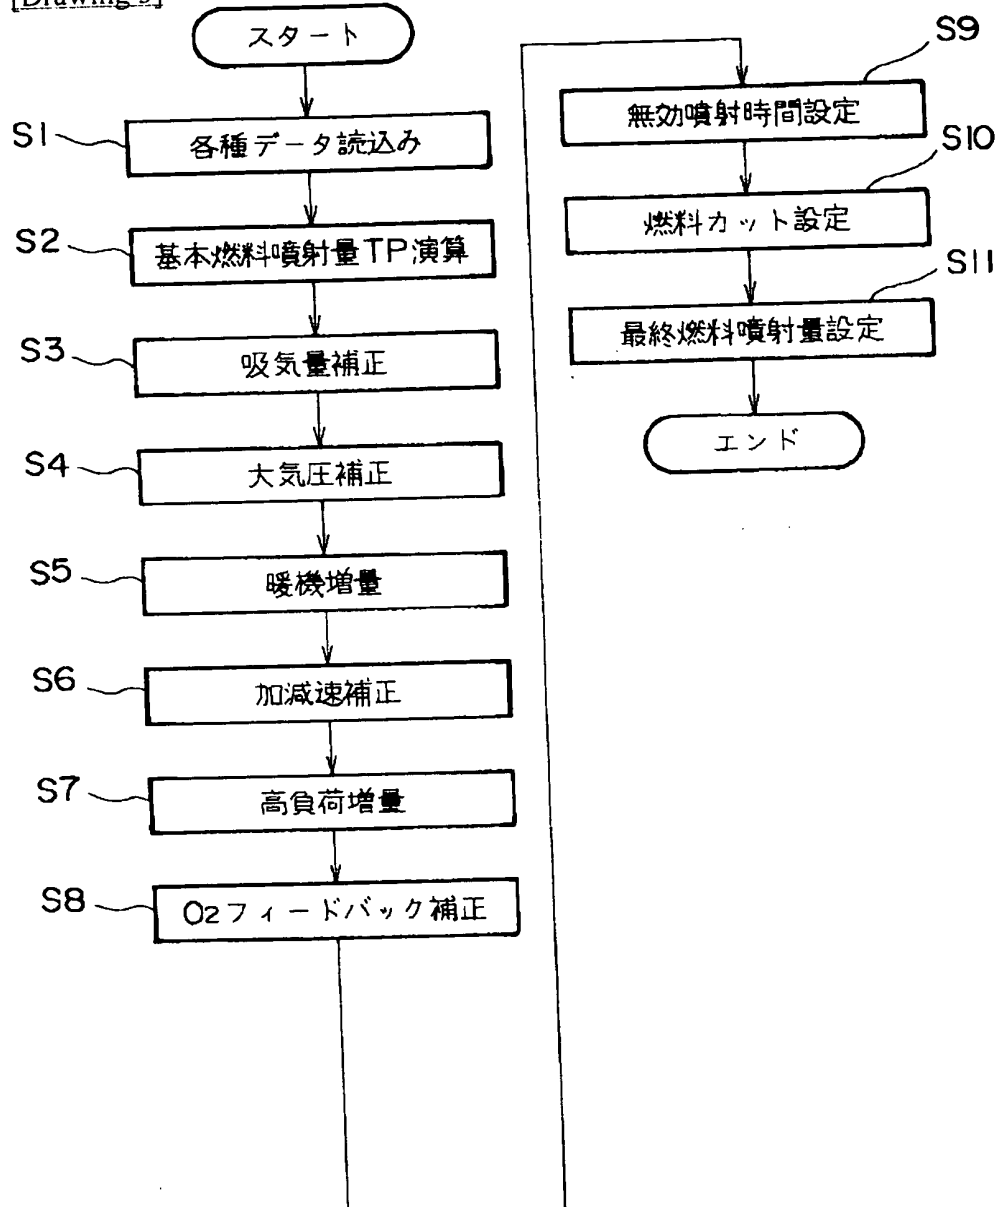 スタート
S1
各種データ読込み
S2
基本燃料噴射量TP演算
S3
吸気量補正
S4
大気圧補正
S5
暖機増量
S6
加減速補正
S7
高負荷増量
S8
O2フィードバック補正
S9
無効噴射時間設定
S10
燃料カット設定
S11
最終燃料噴射量設定
エンド